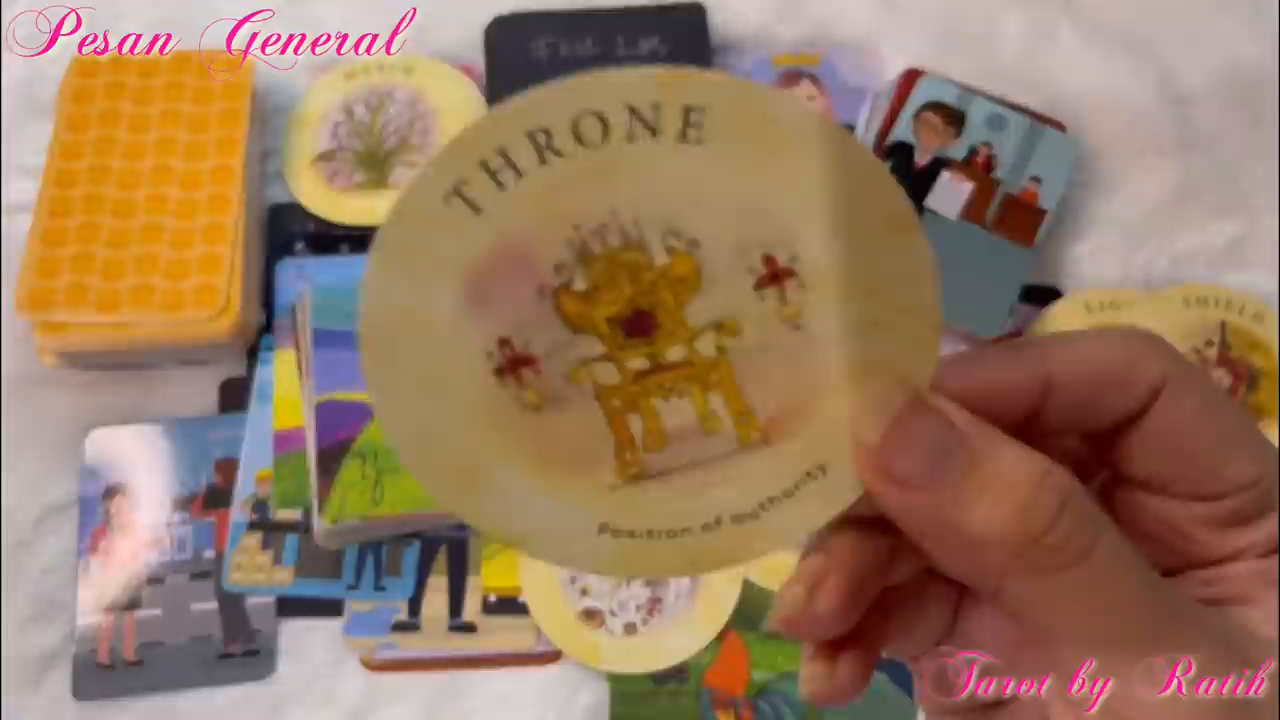 Pesan General
THRONE
Position of authority
SHIELD
Tarot by Ratih